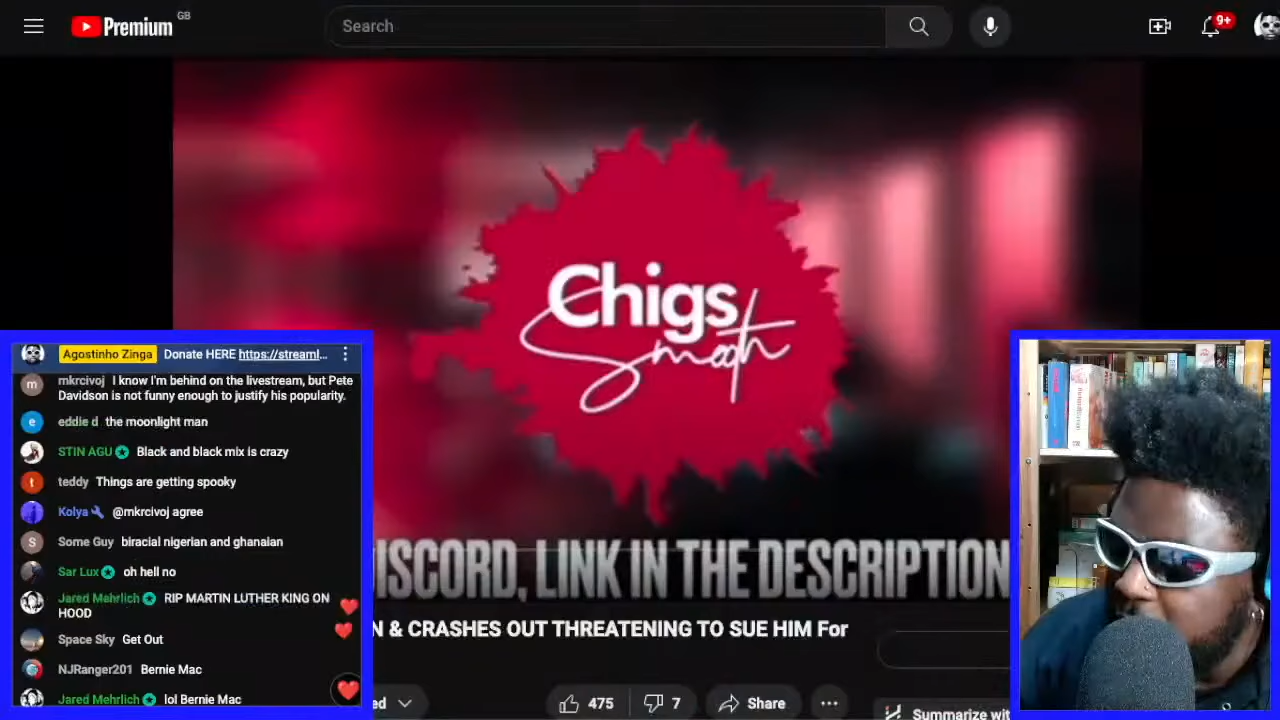 Premium GB
Search
9+
Chigs
Smooth
DISCORD, LINK IN THE DESCRIPTION
N & CRASHES OUT THREATENING TO SUE HIM For
475
7
Share
Summarize wit
Agostinho Zinga Donate HERE https://streaml...
mkrcivoj I know I'm behind on the livestream, but Pete
Davidson is not funny enough to justify his popularity.
eddie d the moonlight man
STIN AGU Black and black mix is crazy
teddy Things are getting spooky
Kolya @mkrcivoj agree
Some Guy biracial nigerian and ghanaian
Sar Lux oh hell no
Jared Mehrlich RIP MARTIN LUTHER KING ON
HOOD
Space Sky Get Out
NJRanger201 Bernie Mac
Jared Mehrlich lol Bernie Mac